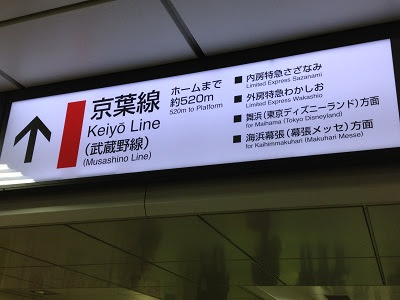 京葉線
Keiyō Line
(武蔵野線)
(Musashino Line)
ホームまで
約520m
520m to Platform
■ 内房特急さざなみ
Limited Express Sazanami
■ 外房特急わかしお
Limited Express Wakashio
■ 舞浜(東京ディズニーランド)方面
for Maihama (Tokyo Disneyland)
■ 海浜幕張(幕張メッセ)方面
for Kaihimmakuhari (Makuhari Messe)